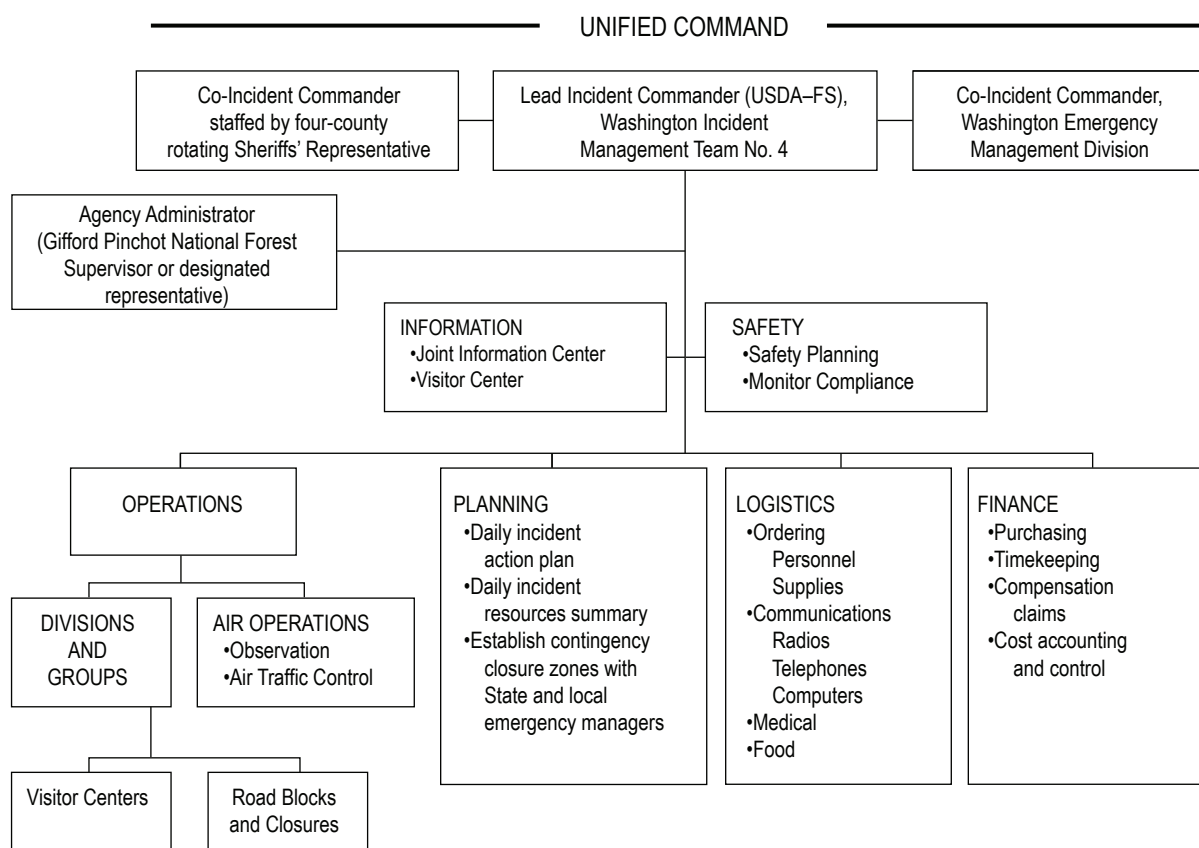 UNIFIED COMMAND
Co-Incident Commander
staffed by four-county
rotating Sheriffs' Representative
Lead Incident Commander (USDA–FS),
Washington Incident
Management Team No. 4
Co-Incident Commander,
Washington Emergency
Management Division
Agency Administrator
(Gifford Pinchot National Forest
Supervisor or designated
representative)
INFORMATION
•Joint Information Center
•Visitor Center
SAFETY
•Safety Planning
•Monitor Compliance
OPERATIONS
PLANNING
•Daily incident
action plan
•Daily incident
resources summary
•Establish contingency
closure zones with
State and local
emergency managers
LOGISTICS
•Ordering
Personnel
Supplies
•Communications
Radios
Telephones
Computers
•Medical
•Food
FINANCE
•Purchasing
•Timekeeping
•Compensation
claims
•Cost accounting
and control
DIVISIONS
AND
GROUPS
AIR OPERATIONS
•Observation
•Air Traffic Control
Visitor Centers
Road Blocks
and Closures